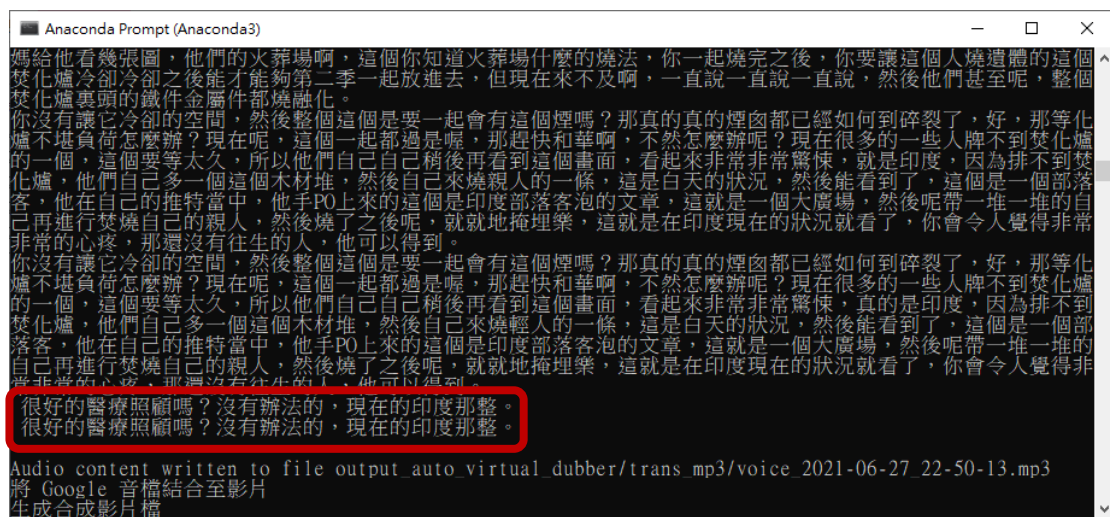 Anaconda Prompt (Anaconda3)
媽給他看幾張圖，他們的火葬場啊，這個你知道火葬場什麼的燒法，你一起燒完之後，你要讓這個人燒遺體的這個
焚化爐冷卻冷卻之後能才能夠第二季一起放進去，但現在來不及啊，一直說一直說一直說，然後他們甚至呢，整個
焚化爐裏頭的鐵件金屬件都燒融化。
你沒有讓它冷卻的空間，然後整個這個是要一起會有這個煙嗎？那真的真的煙囪都已經如何到碎裂了，好，那等化
爐不堪負荷怎麼辦？現在呢，這個一起都過是喔，那趕快和華啊，不然怎麼辦呢？現在很多的一些人牌不到焚化爐
的一個，這個要等太久，所以他們自己自己稍後再看到這個畫面，看起來非常非常驚悚，就是印度，因為排不到焚
化爐，他們自己多一個這個木材堆，然後自己來燒親人的一條，這是白天的狀況，然後能看到了，這個是一個部落
客，他在自己的推特當中，他手PO上來的這個是印度部落客泡的文章，這就是一個大廣場，然後呢帶一堆一堆的自
己再進行焚燒自己的親人，然後燒了之後呢，就就地掩埋樂，這就是在印度現在的狀況就看了，你會令人覺得非常
非常的心疼，那還沒有往生的人，他可以得到。
你沒有讓它冷卻的空間，然後整個這個是要一起會有這個煙嗎？那真的真的煙囪都已經如何到碎裂了，好，那等化
爐不堪負荷怎麼辦？現在呢，這個一起都過是喔，那趕快和華啊，不然怎麼辦呢？現在很多的一些人牌不到焚化爐
的一個，這個要等太久，所以他們自己自己稍後再看到這個畫面，看起來非常非常驚悚，真的是印度，因為排不到
焚化爐，他們自己多一個這個木材堆，然後自己來燒輕人的一條，這是白天的狀況，然後能看到了，這個是一個部
落客，他在自己的推特當中，他手PO上來的這個是印度部落客泡的文章，這就是一個大廣場，然後呢帶一堆一堆的
自己再進行焚燒自己的親人，然後燒了之後呢，就就地掩埋樂，這就是在印度現在的狀況就看了，你會令人覺得非
常非常的心疼，那還沒有往生的人，他可以得到。
很好的醫療照顧嗎？沒有辦法的，現在的印度那整。
很好的醫療照顧嗎？沒有辦法的，現在的印度那整。
Audio content written to file output_auto_virtual_dubber/trans_mp3/voice_2021-06-27_22-50-13.mp3
將 Google 音檔結合至影片
生成合成影片檔